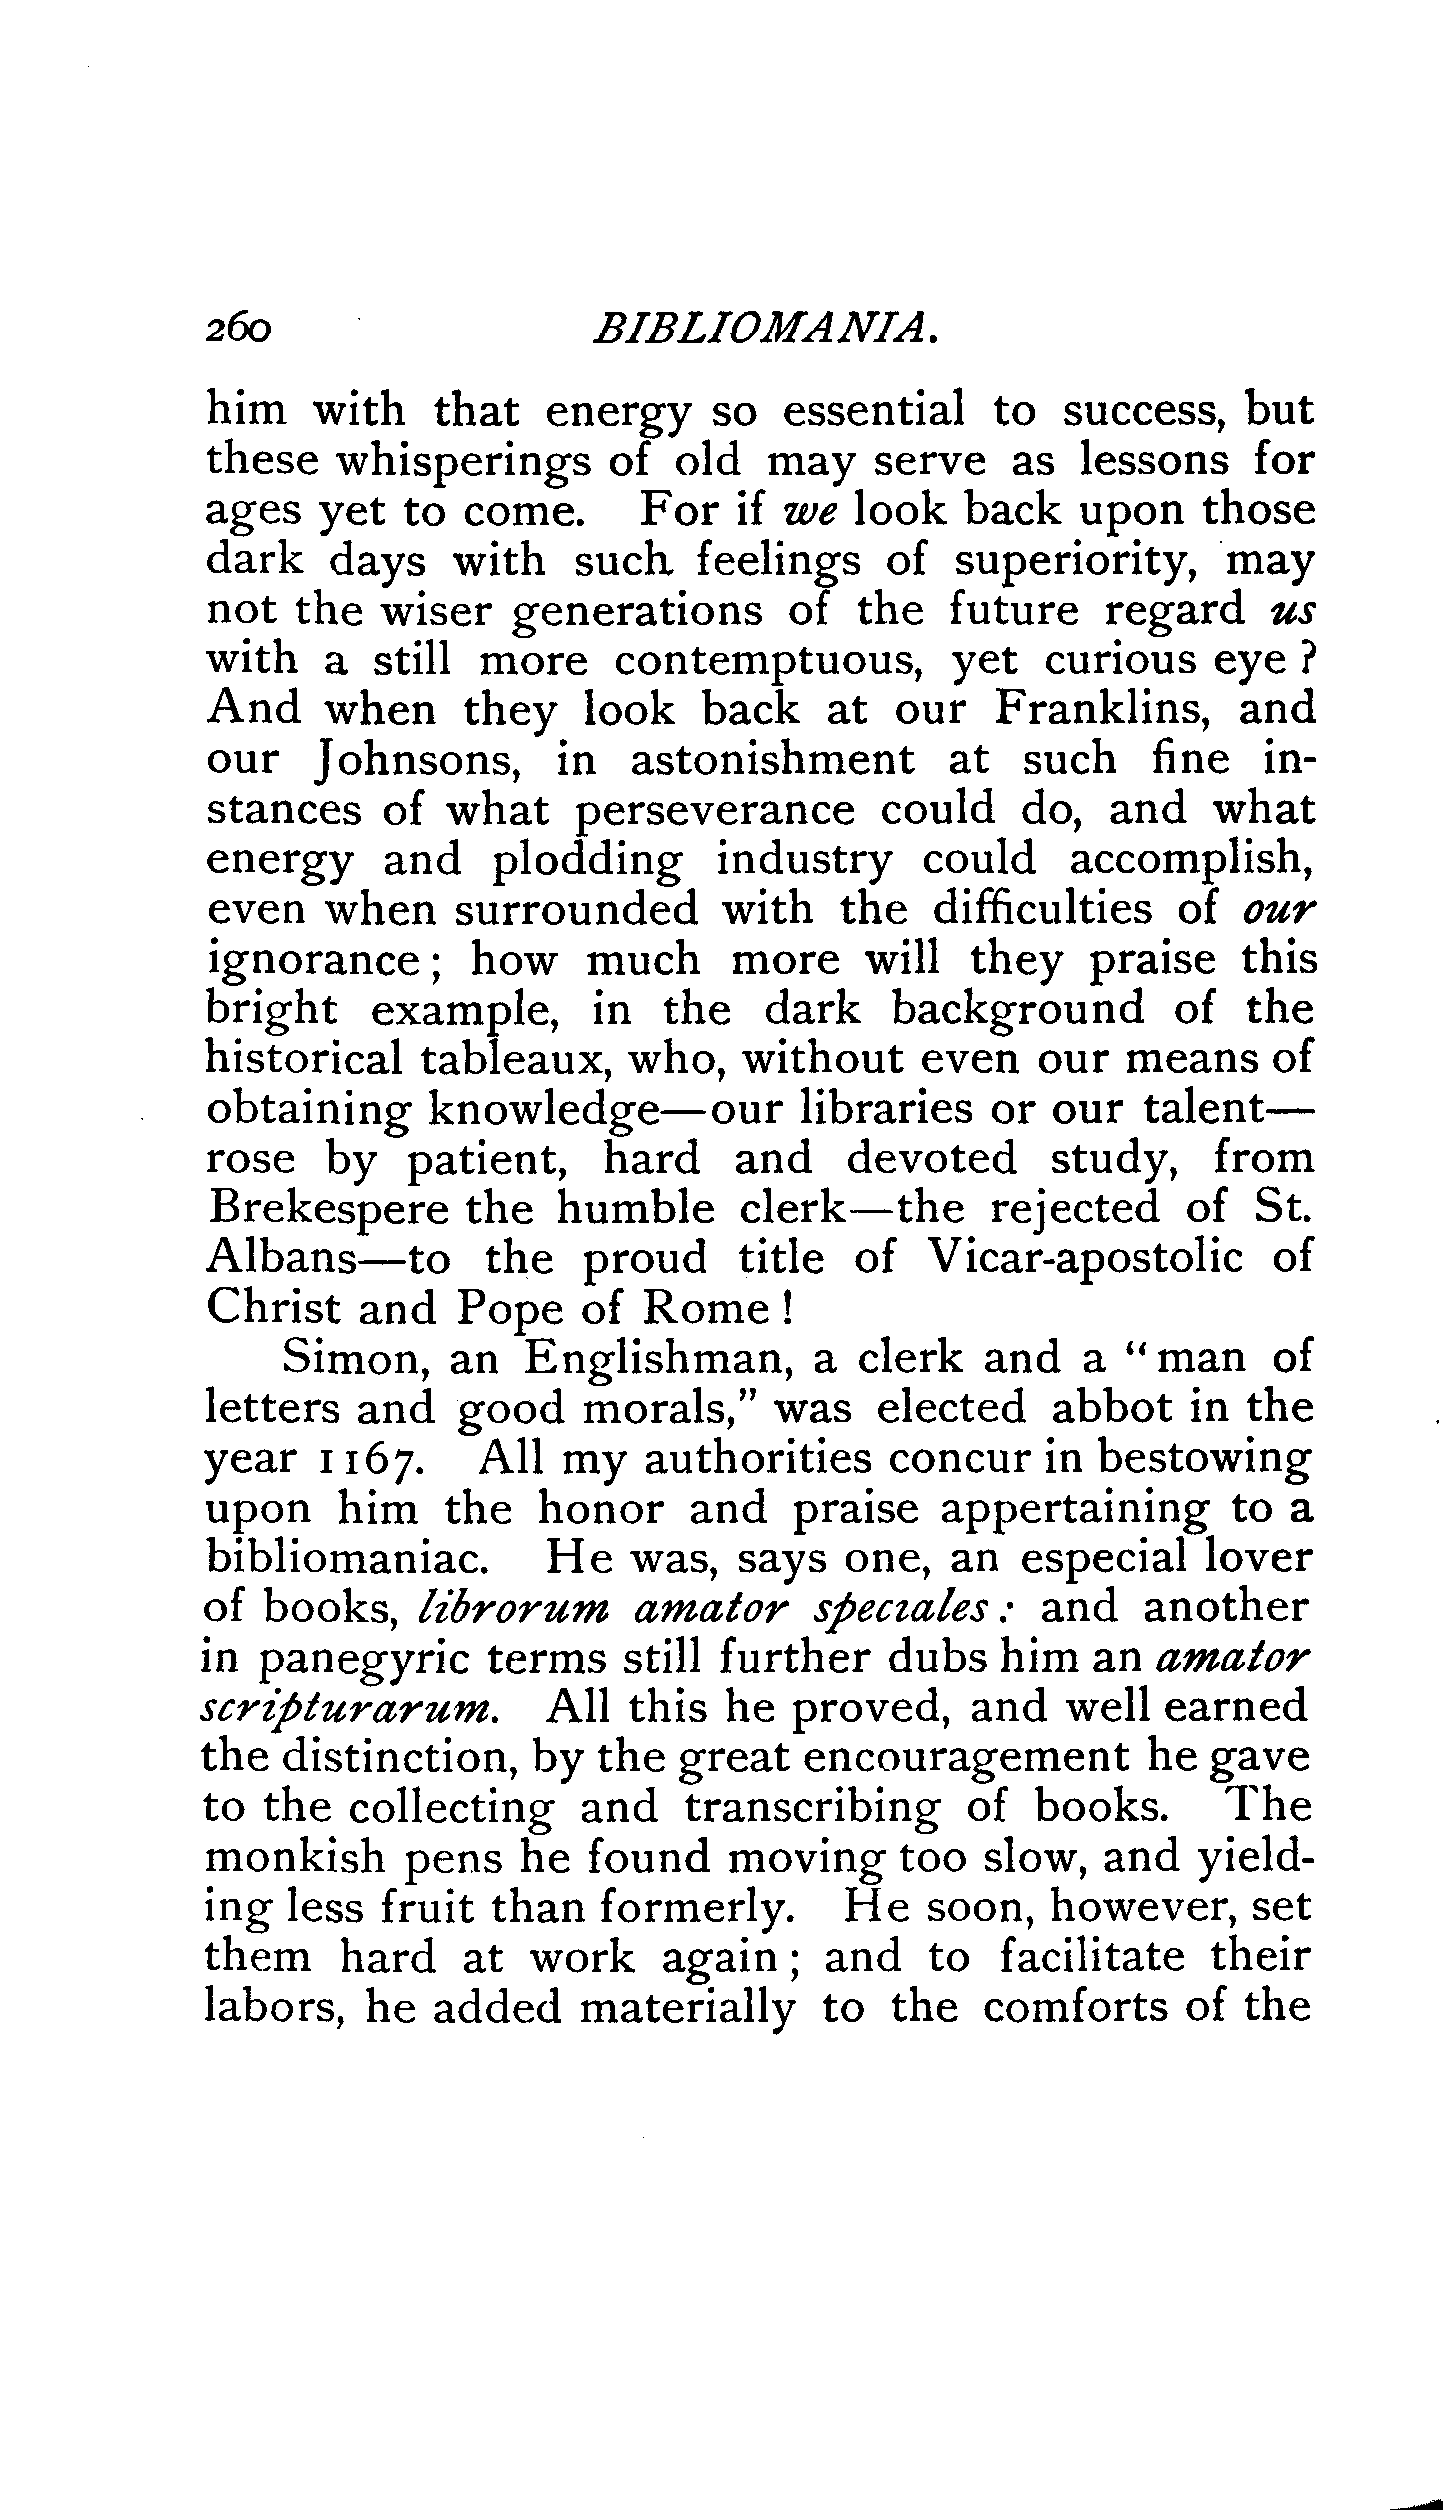 260 BIBLIOMANIA.
him with that energy so essential to success, but
these whisperings of old may serve as lessons for
ages yet to come. For if we look back upon those
dark days with such feelings of superiority, may
not the wiser generations of the future regard us
with a still more contemptuous, yet curious eye ?
And when they look back at our Franklins, and
our Johnsons, in astonishment at such fine in-
stances of what perseverance could do, and what
energy and plodding industry could accomplish,
even when surrounded with the difficulties of our
ignorance ; how much more will they praise this
bright example, in the dark background of the
historical tableaux, who, without even our means of
obtaining knowledge—our libraries or our talent—
rose by patient, hard and devoted study, from
Brekespere the humble clerk—the rejected of St.
Albans—to the proud title of Vicar-apostolic of
Christ and Pope of Rome !
Simon, an Englishman, a clerk and a “ man of
letters and good morals,” was elected abbot in the
year 1167. All my authorities concur in bestowing
upon him the honor and praise appertaining to a
bibliomaniac. He was, says one, an especial lover
of books, librorum amator speciales : and another
in panegyric terms still further dubs him an amator
scripturarum. All this he proved, and well earned
the distinction, by the great encouragement he gave
to the collecting and transcribing of books. The
monkish pens he found moving too slow, and yield-
ing less fruit than formerly. He soon, however, set
them hard at work again ; and to facilitate their
labors, he added materially to the comforts of the